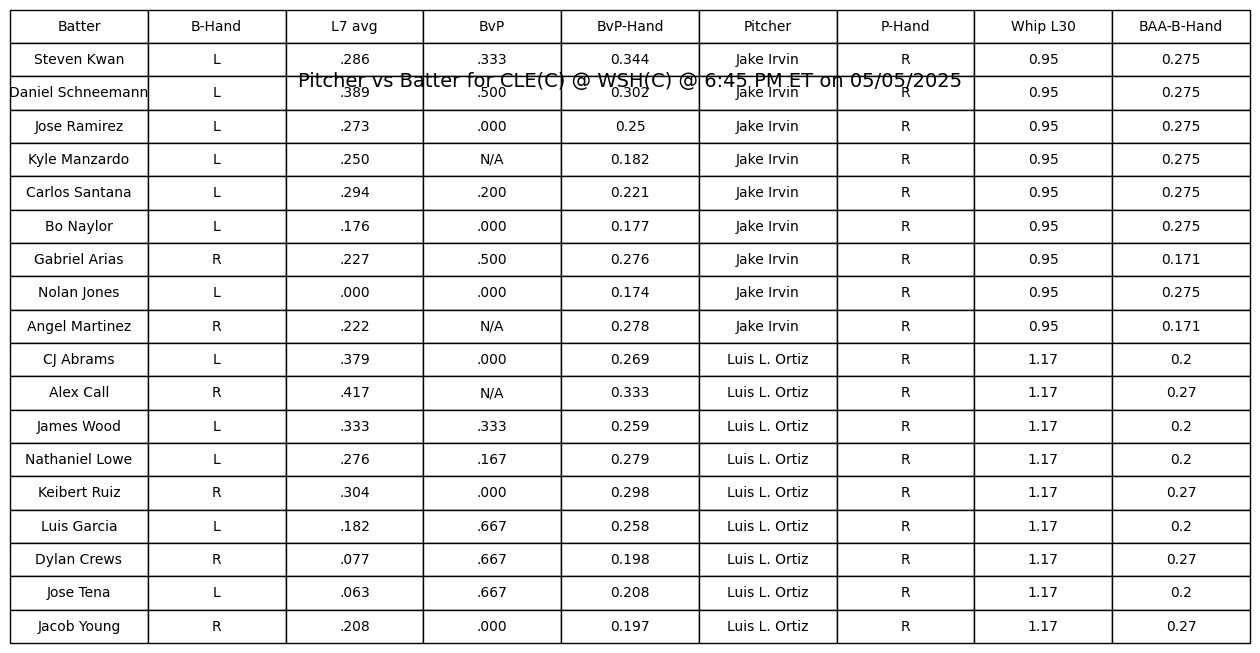 Batter B-Hand L7 avg BvP BvP-Hand Pitcher P-Hand Whip L30 BAA-B-Hand
Steven Kwan L .286 .333 0.344 Jake Irvin R 0.95 0.275
Pitcher vs Batter for CLE(C) @ WSH(C) @ 6:45 PM ET on 05/05/2025
Daniel Schneemann L .389 .500 0.302 Jake Irvin R 0.95 0.275
Jose Ramirez L .273 .000 0.25 Jake Irvin R 0.95 0.275
Kyle Manzardo L .250 N/A 0.182 Jake Irvin R 0.95 0.275
Carlos Santana L .294 .200 0.221 Jake Irvin R 0.95 0.275
Bo Naylor L .176 .000 0.177 Jake Irvin R 0.95 0.275
Gabriel Arias R .227 .500 0.276 Jake Irvin R 0.95 0.171
Nolan Jones L .000 .000 0.174 Jake Irvin R 0.95 0.275
Angel Martinez R .222 N/A 0.278 Jake Irvin R 0.95 0.171
CJ Abrams L .379 .000 0.269 Luis L. Ortiz R 1.17 0.2
Alex Call R .417 N/A 0.333 Luis L. Ortiz R 1.17 0.27
James Wood L .333 .333 0.259 Luis L. Ortiz R 1.17 0.2
Nathaniel Lowe L .276 .167 0.279 Luis L. Ortiz R 1.17 0.2
Keibert Ruiz R .304 .000 0.298 Luis L. Ortiz R 1.17 0.27
Luis Garcia L .182 .667 0.258 Luis L. Ortiz R 1.17 0.2
Dylan Crews R .077 .667 0.198 Luis L. Ortiz R 1.17 0.27
Jose Tena L .063 .667 0.208 Luis L. Ortiz R 1.17 0.2
Jacob Young R .208 .000 0.197 Luis L. Ortiz R 1.17 0.27